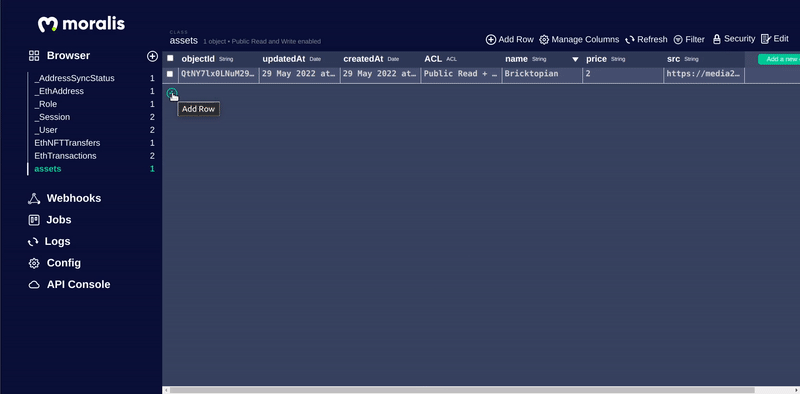 moralis
CLASS
assets 1 object • Public Read and Write enabled
Add Row Manage Columns Refresh Filter Security Edit
Browser
_AddressSyncStatus 1
_EthAddress 1
_Role 1
_Session 2
_User 2
EthNFTTransfers 1
EthTransactions 2
assets 1
Webhooks
Jobs
Logs
Config
API Console
objectId String updatedAt Date createdAt Date ACL ACL name String price String src String Add a new
QtNY7lx0LNuM29… 29 May 2022 at… 29 May 2022 at… Public Read + … Bricktopian 2 https://media2…
Add Row